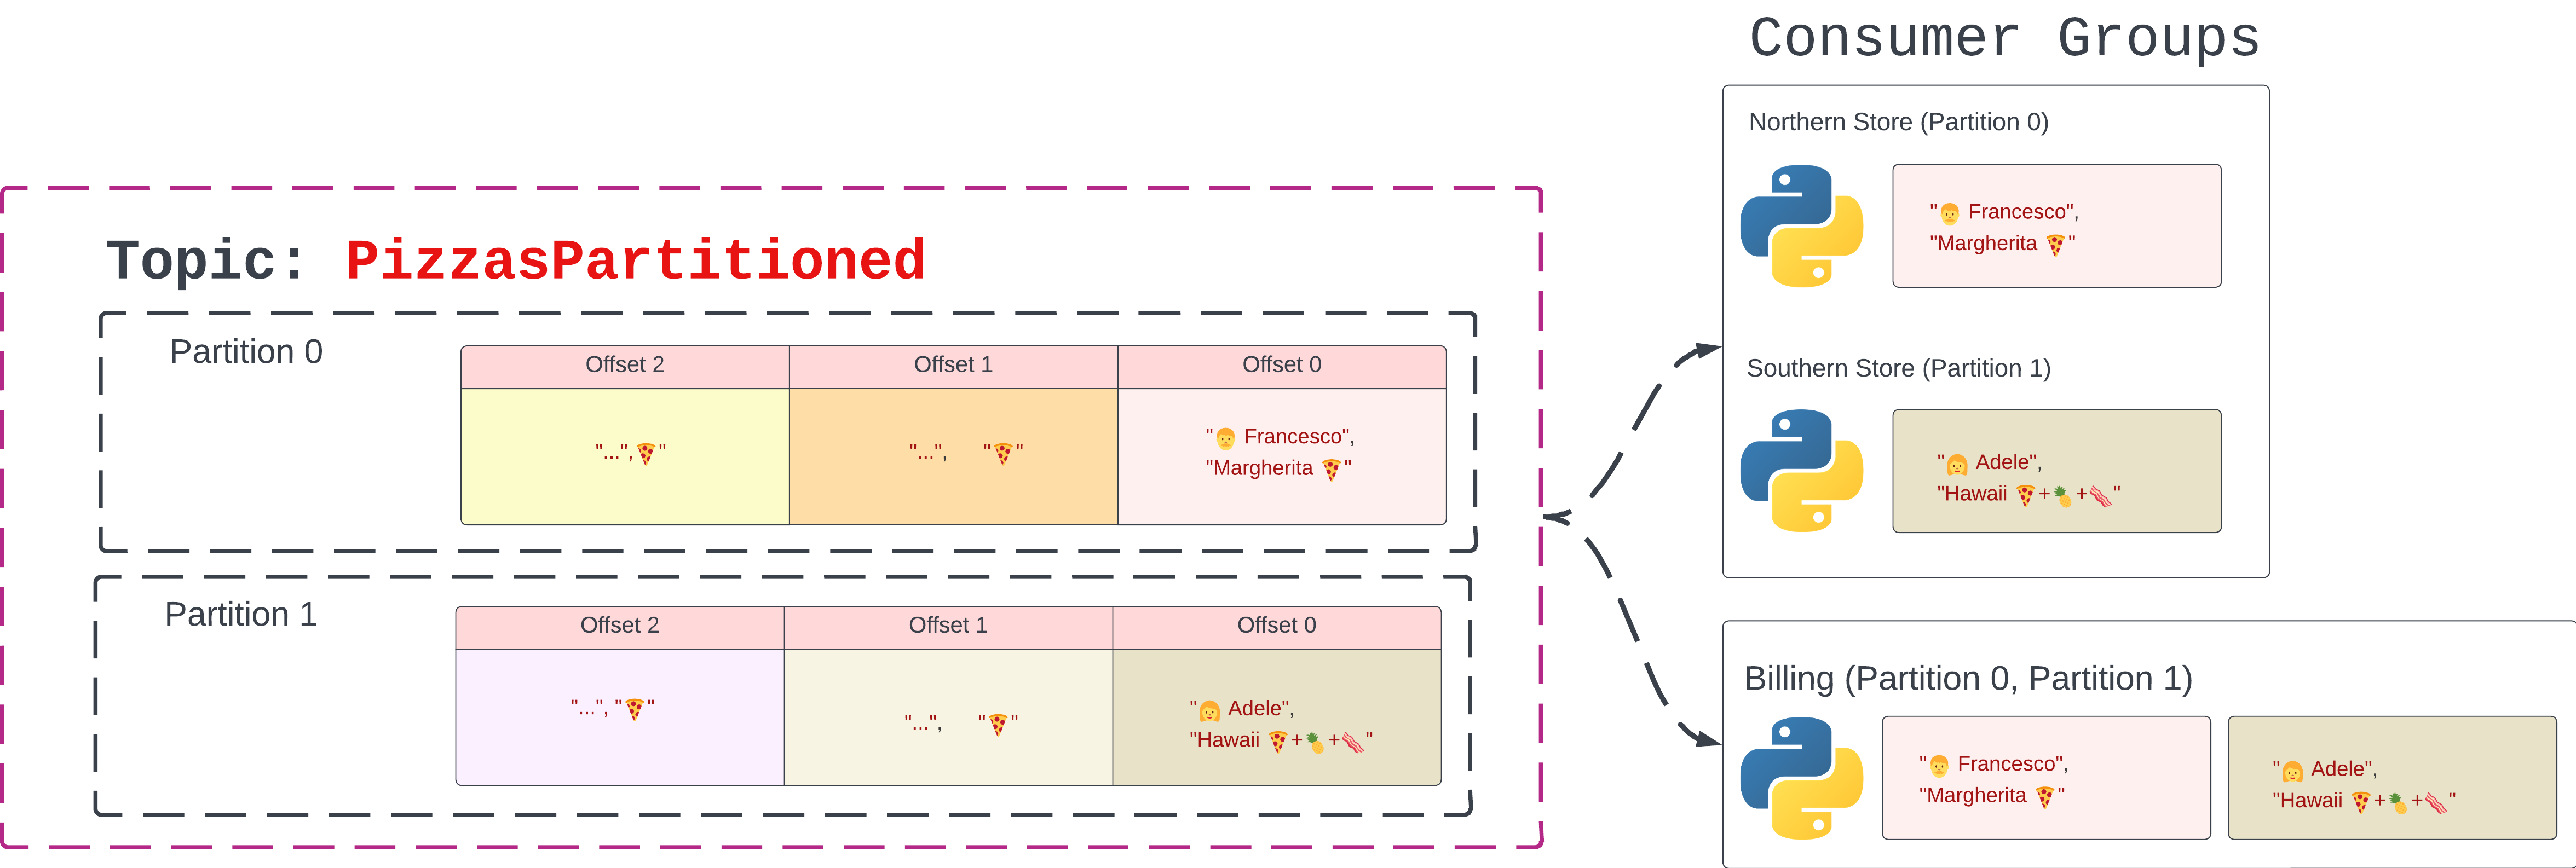 Consumer Groups
Topic: PizzasPartitioned
Partition 0
Offset 2
Offset 1
Offset 0
"...",🍕"
"...", "🍕"
"👨 Francesco",
"Margherita 🍕"
Partition 1
Offset 2
Offset 1
Offset 0
"...", "🍕"
"...", "🍕"
"👩 Adele",
"Hawaii 🍕+🍍+🥓"
Northern Store (Partition 0)
"👨 Francesco",
"Margherita 🍕"
Southern Store (Partition 1)
"👩 Adele",
"Hawaii 🍕+🍍+🥓"
Billing (Partition 0, Partition 1)
"👨 Francesco",
"Margherita 🍕"
"👩 Adele",
"Hawaii 🍕+🍍+🥓"